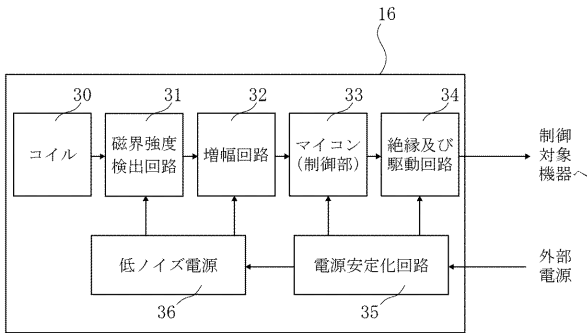 16
30
31
32
33
34
コイル
磁界強度
検出回路
増幅回路
マイコン
(制御部)
絶縁及び
駆動回路
制御
対象
機器へ
低ノイズ電源
電源安定化回路
外部
電源
36
35